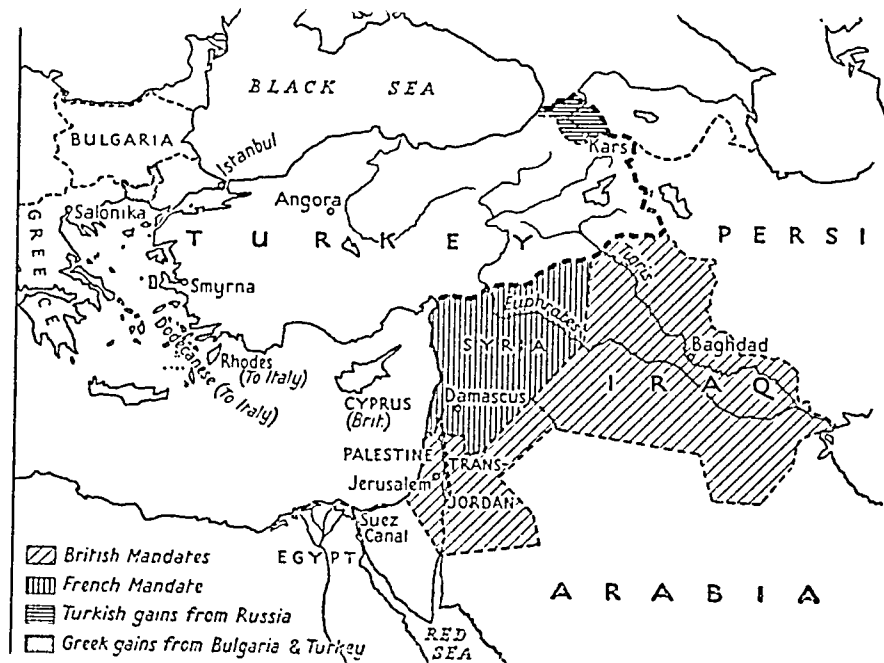 BLACK SEA
BULGARIA
Istanbul
Kars
Angora
Salonika
GREECE
TURKEY
PERSI
Smyrna
Tigris
Euphrates
SYRIA
Baghdad
IRAQ
Dodecanese (To Italy)
Rhodes
(To Italy)
CYPRUS
(Brit.)
Damascus
PALESTINE
TRANS-
Jerusalem
JORDAN
Suez
Canal
EGYPT
ARABIA
RED
SEA
British Mandates
French Mandate
Turkish gains from Russia
Greek gains from Bulgaria & Turkey